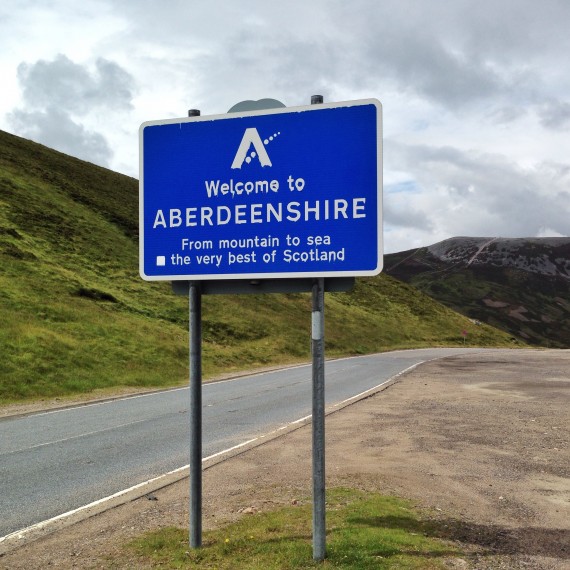 Welcome to
ABERDEENSHIRE
From mountain to sea
the very best of Scotland